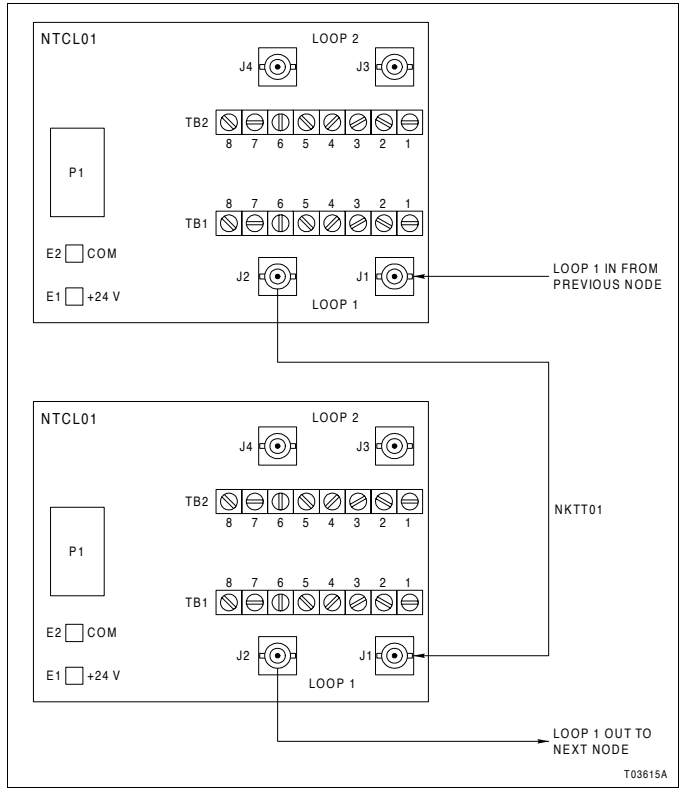 NTCL01
LOOP 2
J4
J3
TB2
8 7 6 5 4 3 2 1
P1
8 7 6 5 4 3 2 1
TB1
E2 COM
J2
J1
LOOP 1 IN FROM
PREVIOUS NODE
E1 +24 V
LOOP 1
NTCL01
LOOP 2
J4
J3
TB2
8 7 6 5 4 3 2 1
NKTT01
P1
8 7 6 5 4 3 2 1
TB1
E2 COM
J2
J1
E1 +24 V
LOOP 1
LOOP 1 OUT TO
NEXT NODE
T03615A